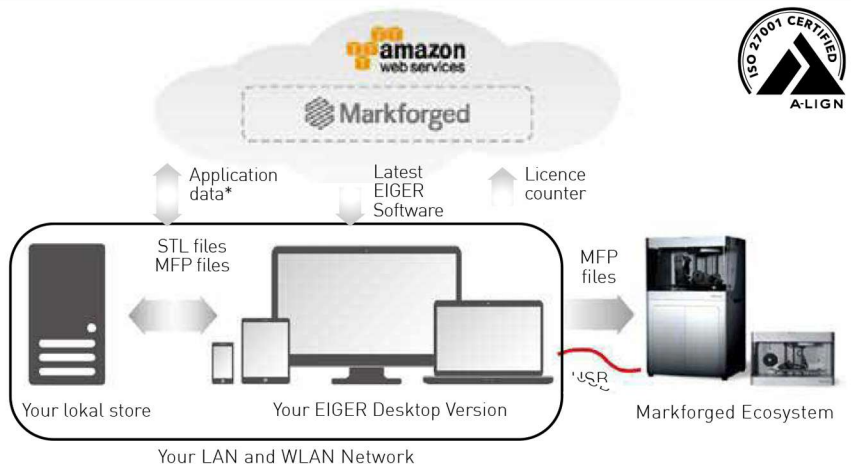 ISO 27001 CERTIFIED
A-LIGN
amazon
web services
Markforged
Application
data*
Latest
EIGER
Software
Licence
counter
STL files
MFP files
MFP
files
USB
Your lokal store
Your EIGER Desktop Version
Markforged Ecosystem
Your LAN and WLAN Network